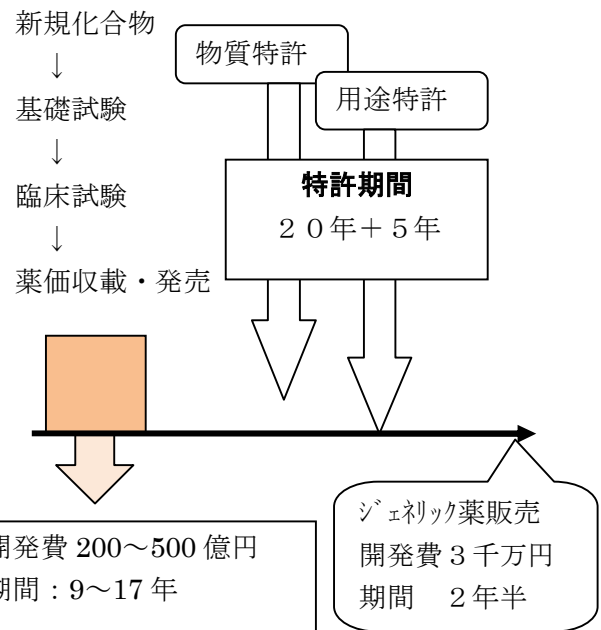 新規化合物
↓
基礎試験
↓
臨床試験
↓
薬価収載・発売
物質特許
用途特許
特許期間
２０年＋５年
開発費 200～500 億円
期間：9～17 年
ｼﾞｪﾈﾘｯｸ薬販売
開発費３千万円
期間　２年半